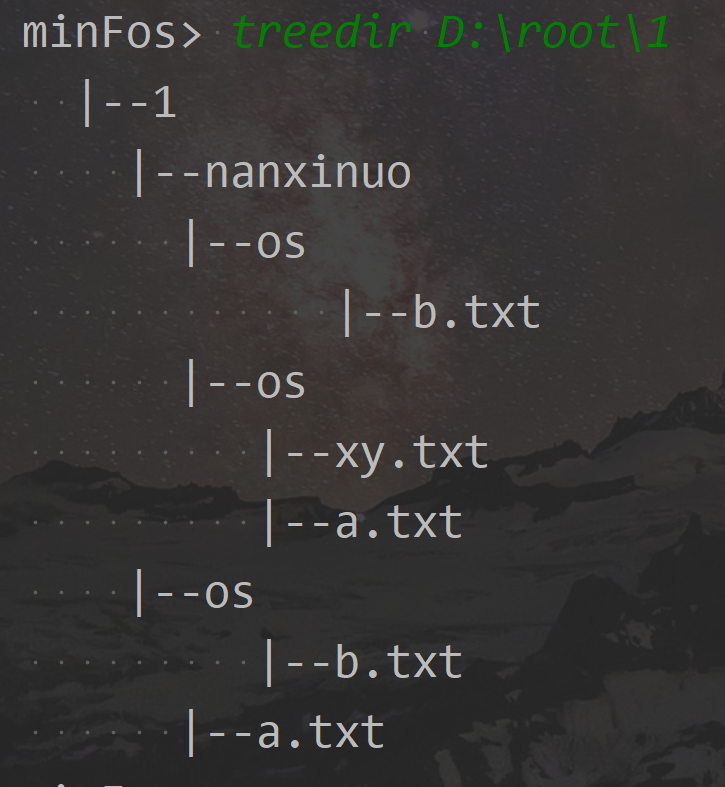 minFos> treedir D:\root\1
|--1
|--nanxinuo
|--os
|--b.txt
|--os
|--xy.txt
|--a.txt
|--os
|--b.txt
|--a.txt